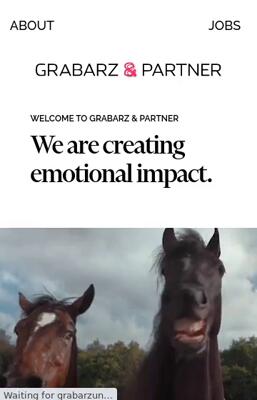 ABOUT
JOBS
GRABARZ & PARTNER
WELCOME TO GRABARZ & PARTNER
We are creating
emotional impact.
Waiting for grabarzun...